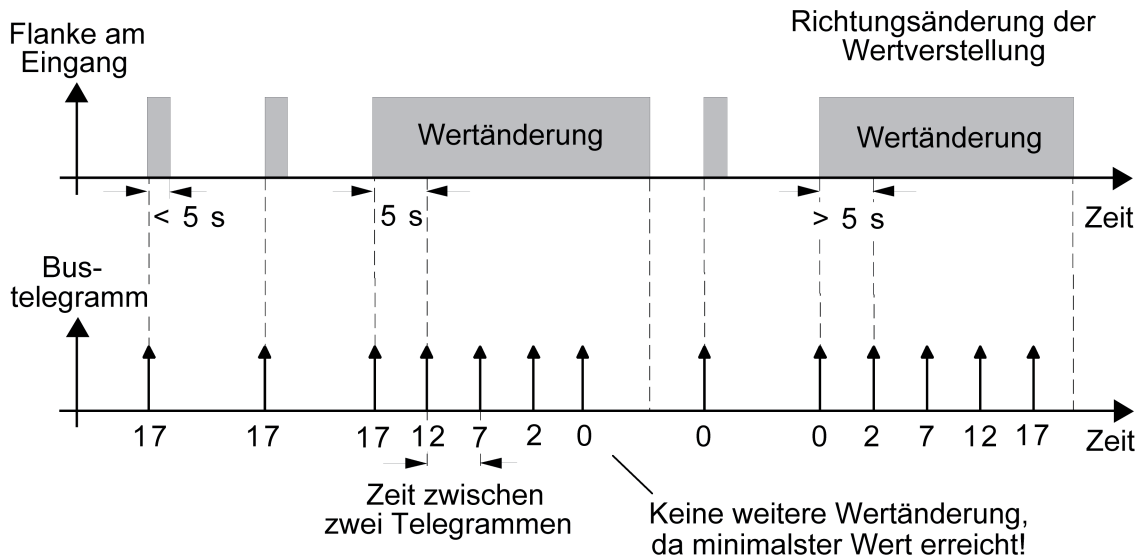 Richtungsänderung der
Wertverstellung
Flanke am
Eingang
Wertänderung
Wertänderung
< 5 s
5 s
> 5 s
Zeit
Bus-
telegramm
17 17 17 12 7 2 0 0 0 2 7 12 17
Zeit
Zeit zwischen
zwei Telegrammen
Keine weitere Wertänderung,
da minimalster Wert erreicht!